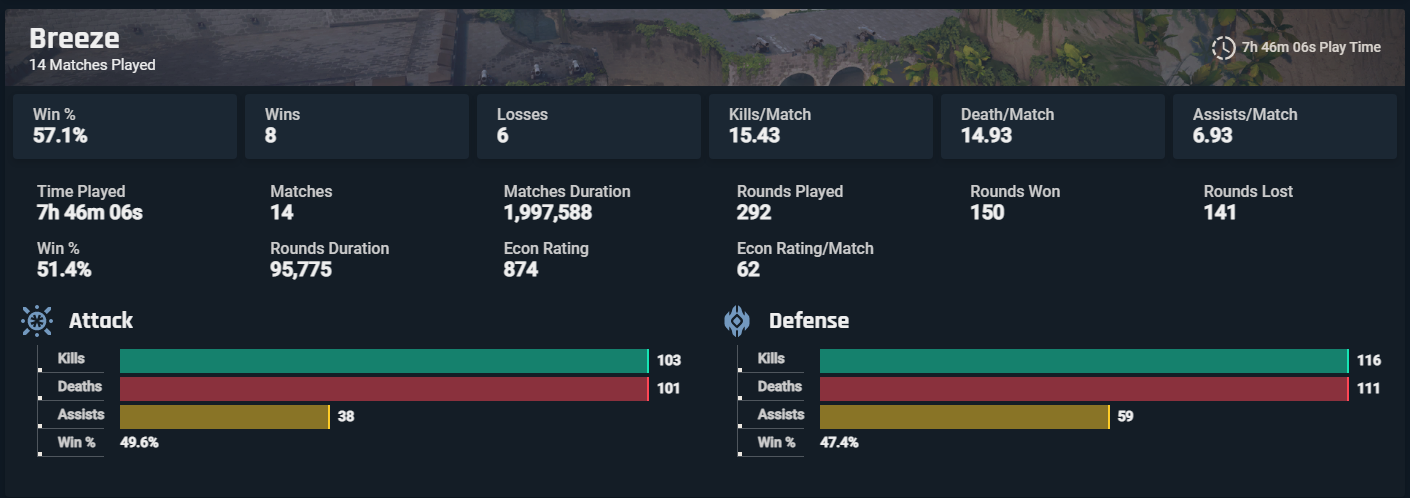 Breeze
14 Matches Played
7h 46m 06s Play Time
Win % Wins Losses Kills/Match Death/Match Assists/Match
57.1% 8 6 15.43 14.93 6.93
Time Played Matches Matches Duration Rounds Played Rounds Won Rounds Lost
7h 46m 06s 14 1,997,588 292 150 141
Win % Rounds Duration Econ Rating Econ Rating/Match
51.4% 95,775 874 62
Attack
Kills 103
Deaths 101
Assists 38
Win % 49.6%
Defense
Kills 116
Deaths 111
Assists 59
Win % 47.4%